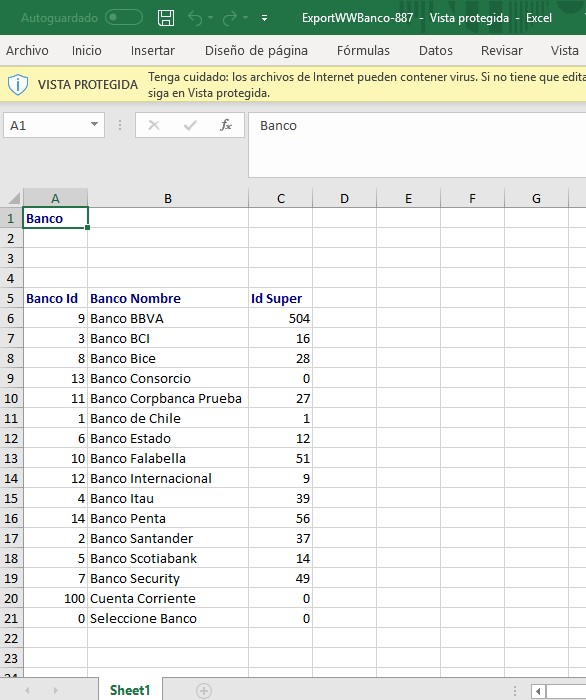 Autoguardado ExportWWBanco-887 - Vista protegida - Excel
Archivo Inicio Insertar Diseño de página Fórmulas Datos Revisar Vista
VISTA PROTEGIDA Tenga cuidado: los archivos de Internet pueden contener virus. Si no tiene que edita
siga en Vista protegida.
A1 fx Banco
A B C D E F G
1 Banco
2
3
4
5 Banco Id Banco Nombre Id Super
6 9 Banco BBVA 504
7 3 Banco BCI 16
8 8 Banco Bice 28
9 13 Banco Consorcio 0
10 11 Banco Corpbanca Prueba 27
11 1 Banco de Chile 1
12 6 Banco Estado 12
13 10 Banco Falabella 51
14 12 Banco Internacional 9
15 4 Banco Itau 39
16 14 Banco Penta 56
17 2 Banco Santander 37
18 5 Banco Scotiabank 14
19 7 Banco Security 49
20 100 Cuenta Corriente 0
21 0 Seleccione Banco 0
22
23
24
Sheet1